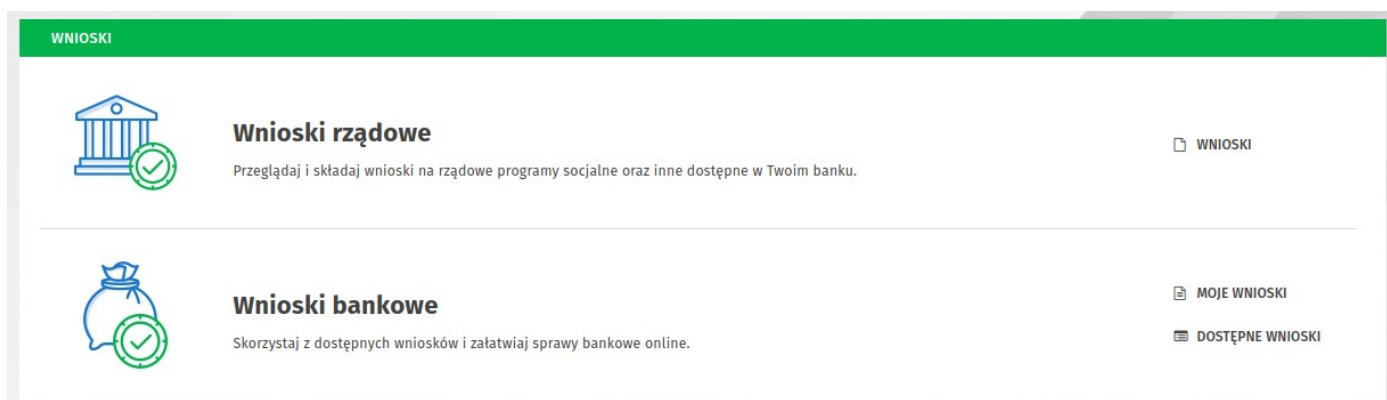 WNIOSKI
Wnioski rządowe
Przeglądaj i składaj wnioski na rządowe programy socjalne oraz inne dostępne w Twoim banku.
WNIOSKI
Wnioski bankowe
Skorzystaj z dostępnych wniosków i załatwiaj sprawy bankowe online.
MOJE WNIOSKI
DOSTĘPNE WNIOSKI